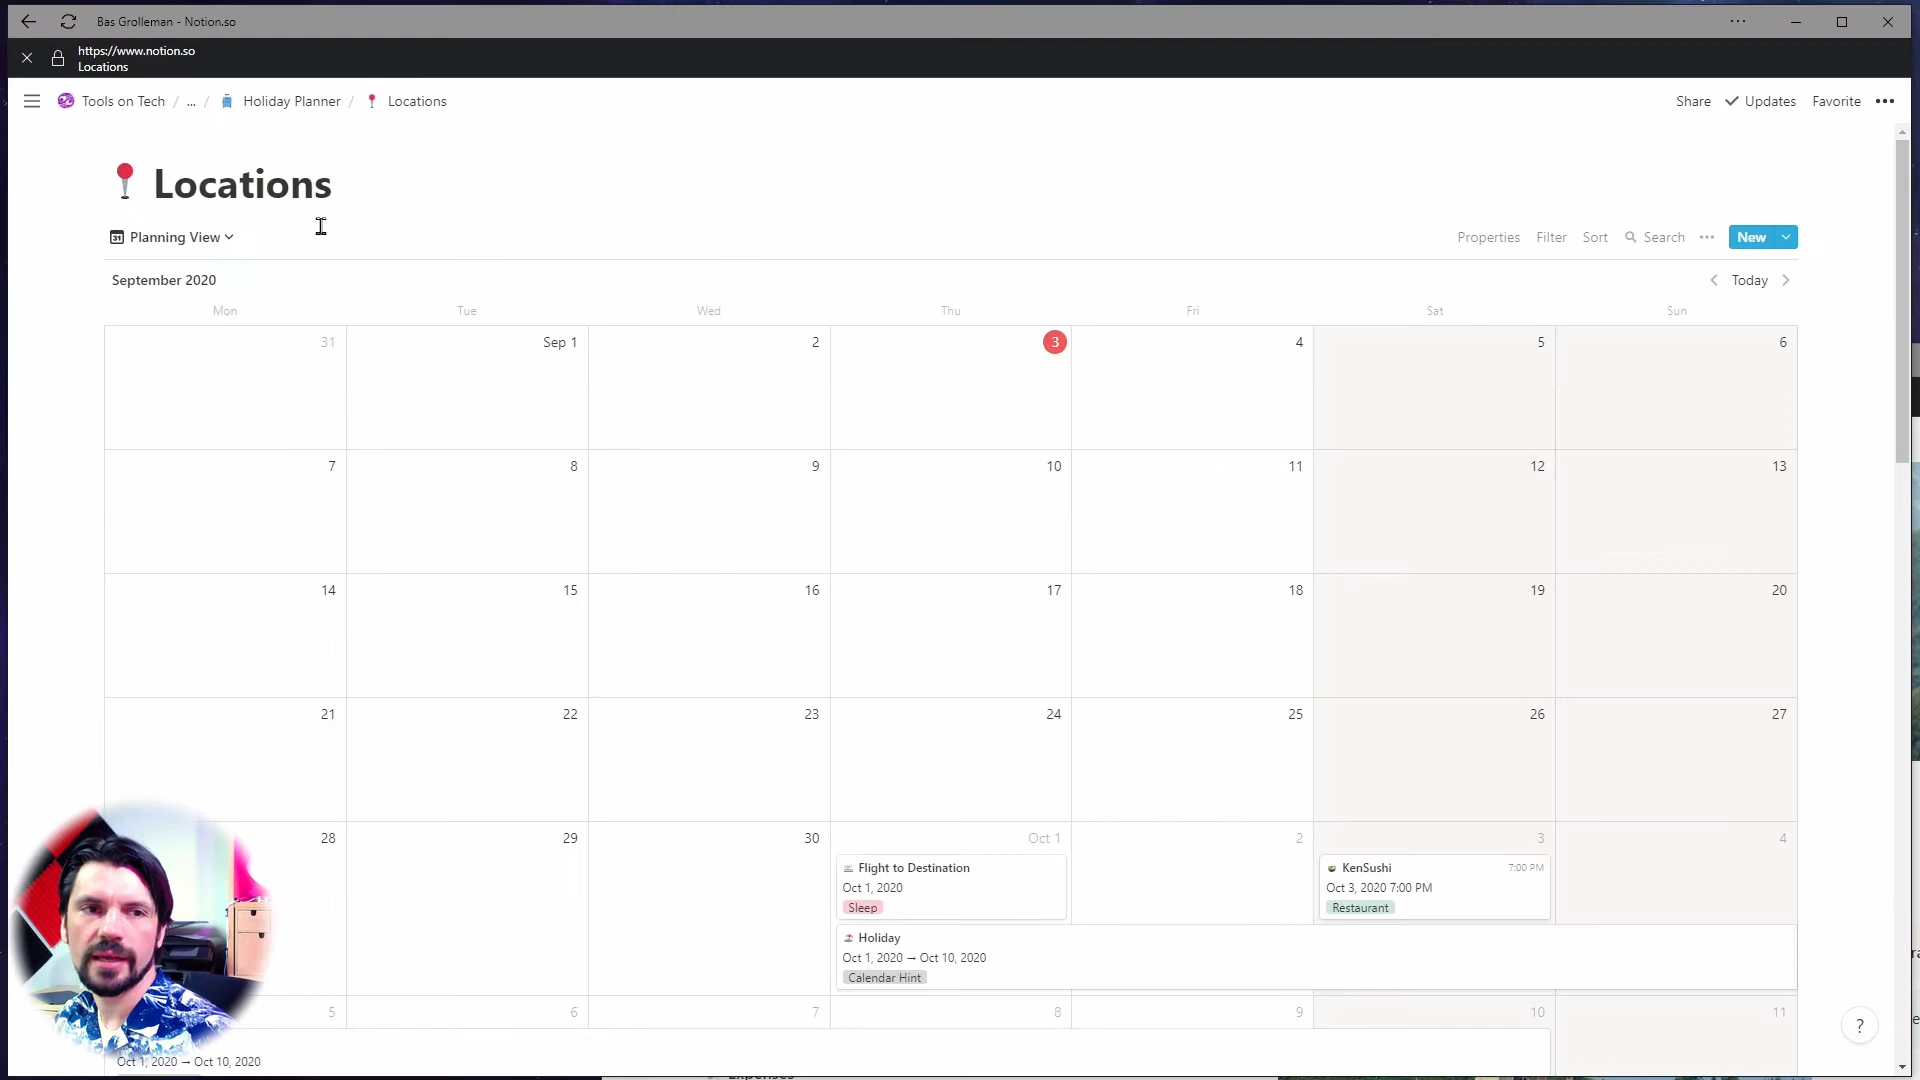 Bas Grolleman - Notion.so
https://www.notion.so
Locations
Tools on Tech / ... / Holiday Planner / Locations
Share Updates Favorite
Locations
31 Planning View
Properties Filter Sort Search New
September 2020
Today
Mon Tue Wed Thu Fri Sat Sun
31 Sep 1 2 3 4 5 6
7 8 9 10 11 12 13
14 15 16 17 18 19 20
21 22 23 24 25 26 27
28 29 30 Oct 1 2 3 4
Flight to Destination
Oct 1, 2020
Sleep
KenSushi 7:00 PM
Oct 3, 2020 7:00 PM
Restaurant
Holiday
Oct 1, 2020 → Oct 10, 2020
Calendar Hint
5 6 7 8 9 10 11
?
Oct 1, 2020 → Oct 10, 2020